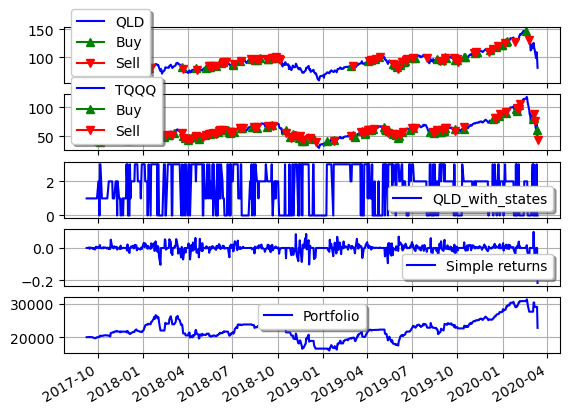 QLD
Buy
Sell
150
100
TQQQ
Buy
Sell
100
50
2
0
QLD_with_states
0.0
−0.2
Simple returns
30000
20000
Portfolio
2017-10
2018-01
2018-04
2018-07
2018-10
2019-01
2019-04
2019-07
2019-10
2020-01
2020-04